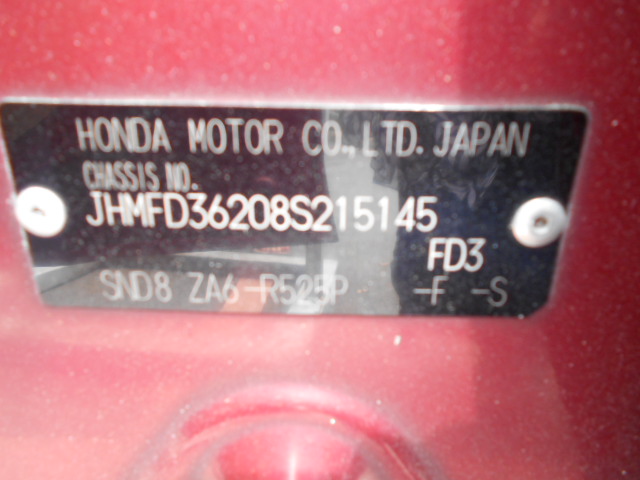 HONDA MOTOR CO., LTD. JAPAN
CHASSIS NO.
JHMFD36208S215145
FD3
SND8 ZA6-R525P -F -S